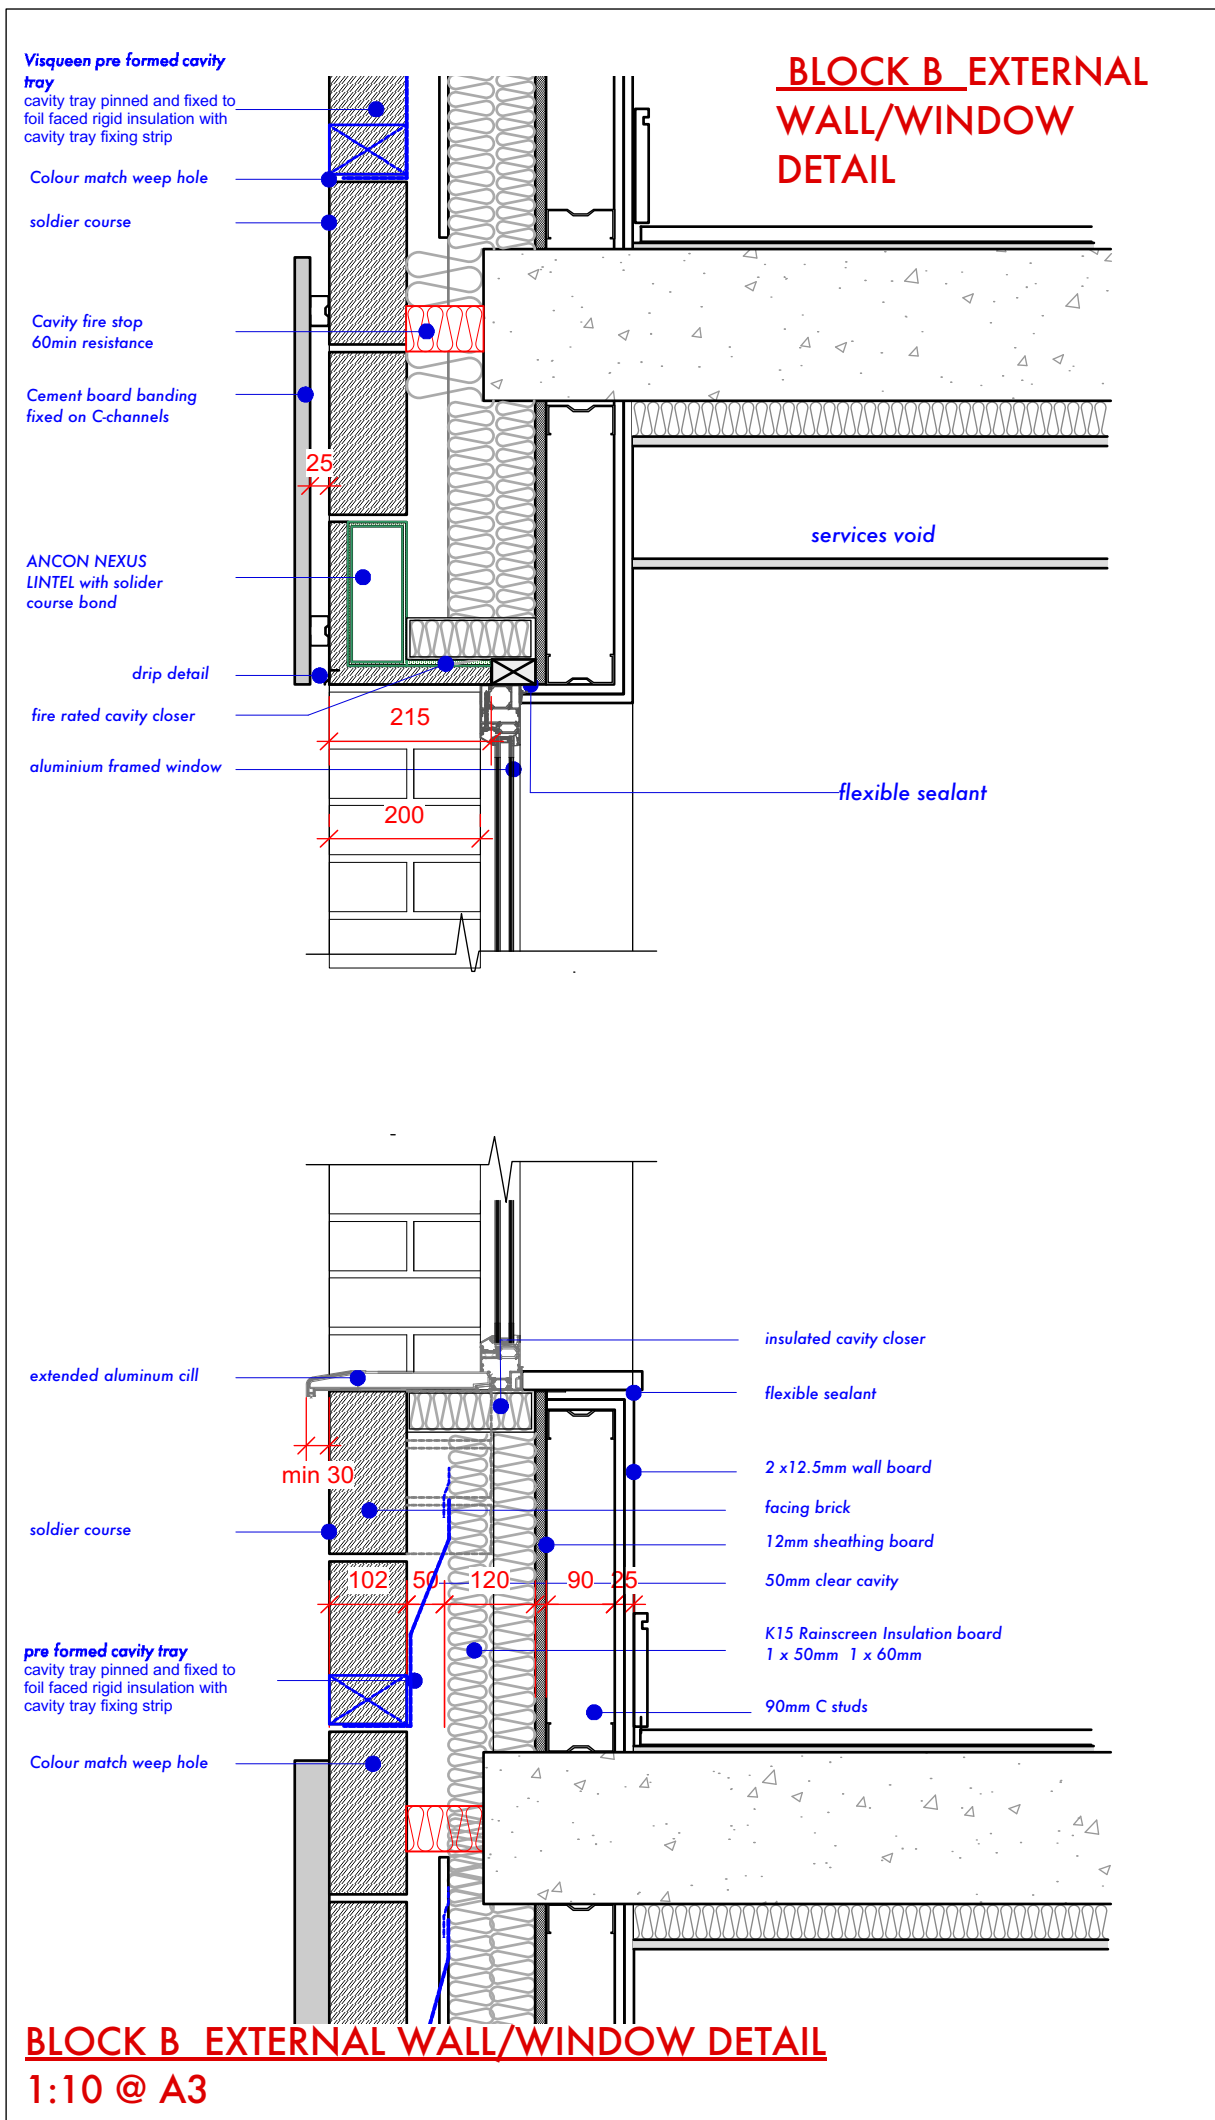 Visqueen pre formed cavity
tray
cavity tray pinned and fixed to
foil faced rigid insulation with
cavity tray fixing strip
BLOCK B EXTERNAL
WALL/WINDOW
DETAIL
Colour match weep hole
soldier course
Cavity fire stop
60min resistance
Cement board banding
fixed on C-channels
25
services void
ANCON NEXUS
LINTEL with solider
course bond
drip detail
fire rated cavity closer
215
aluminium framed window
flexible sealant
200
insulated cavity closer
extended aluminum cill
flexible sealant
min 30
2 x12.5mm wall board
facing brick
soldier course
12mm sheathing board
102 50 120 90 25
50mm clear cavity
K15 Rainscreen Insulation board
1 x 50mm 1 x 60mm
pre formed cavity tray
cavity tray pinned and fixed to
foil faced rigid insulation with
cavity tray fixing strip
90mm C studs
Colour match weep hole
BLOCK B EXTERNAL WALL/WINDOW DETAIL
1:10 @ A3